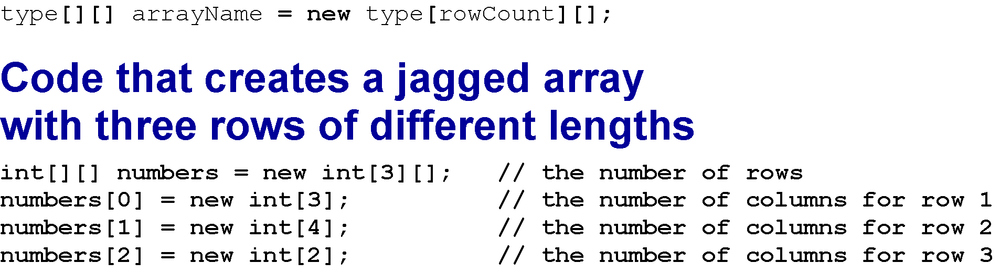 type[][] arrayName = new type[rowCount][];
Code that creates a jagged array
with three rows of different lengths
int[][] numbers = new int[3][];   // the number of rows
numbers[0] = new int[3];          // the number of columns for row 1
numbers[1] = new int[4];          // the number of columns for row 2
numbers[2] = new int[2];          // the number of columns for row 3